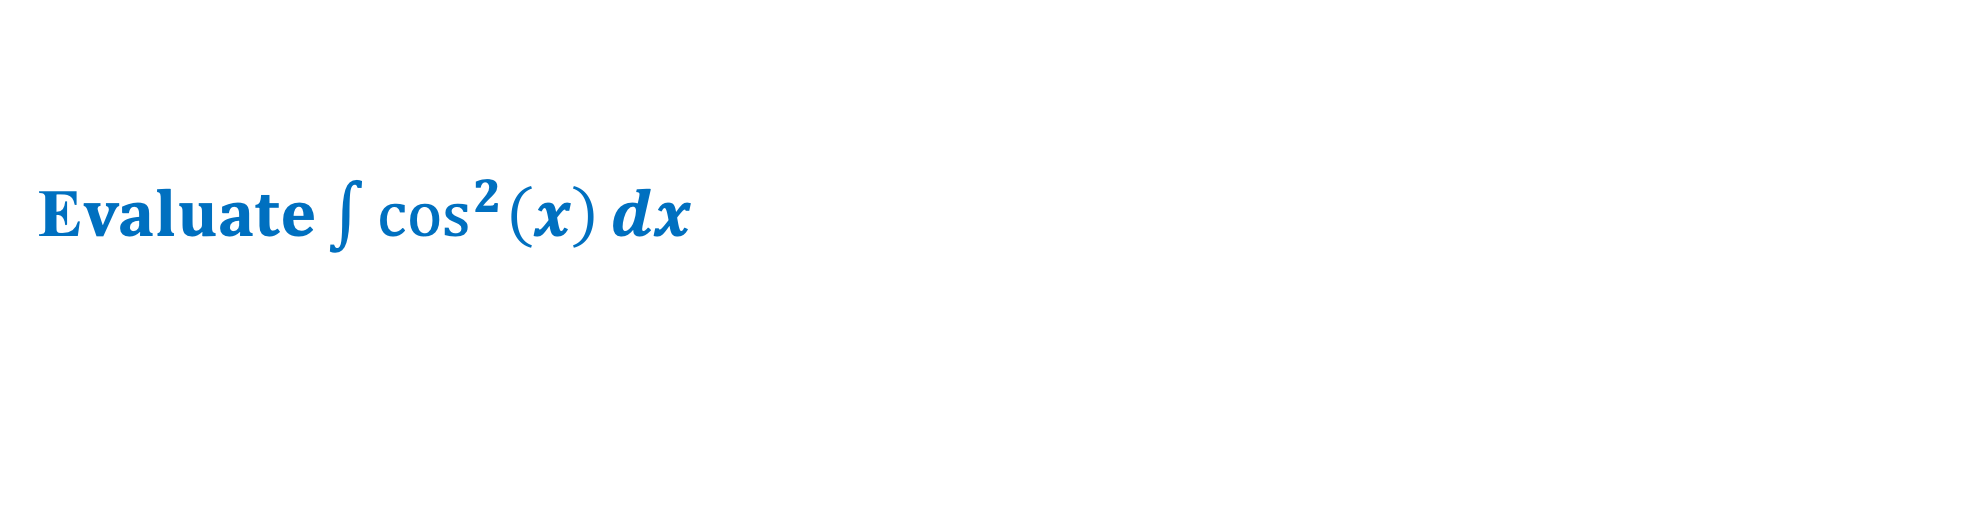 Evaluate ∫ cos²(x) dx